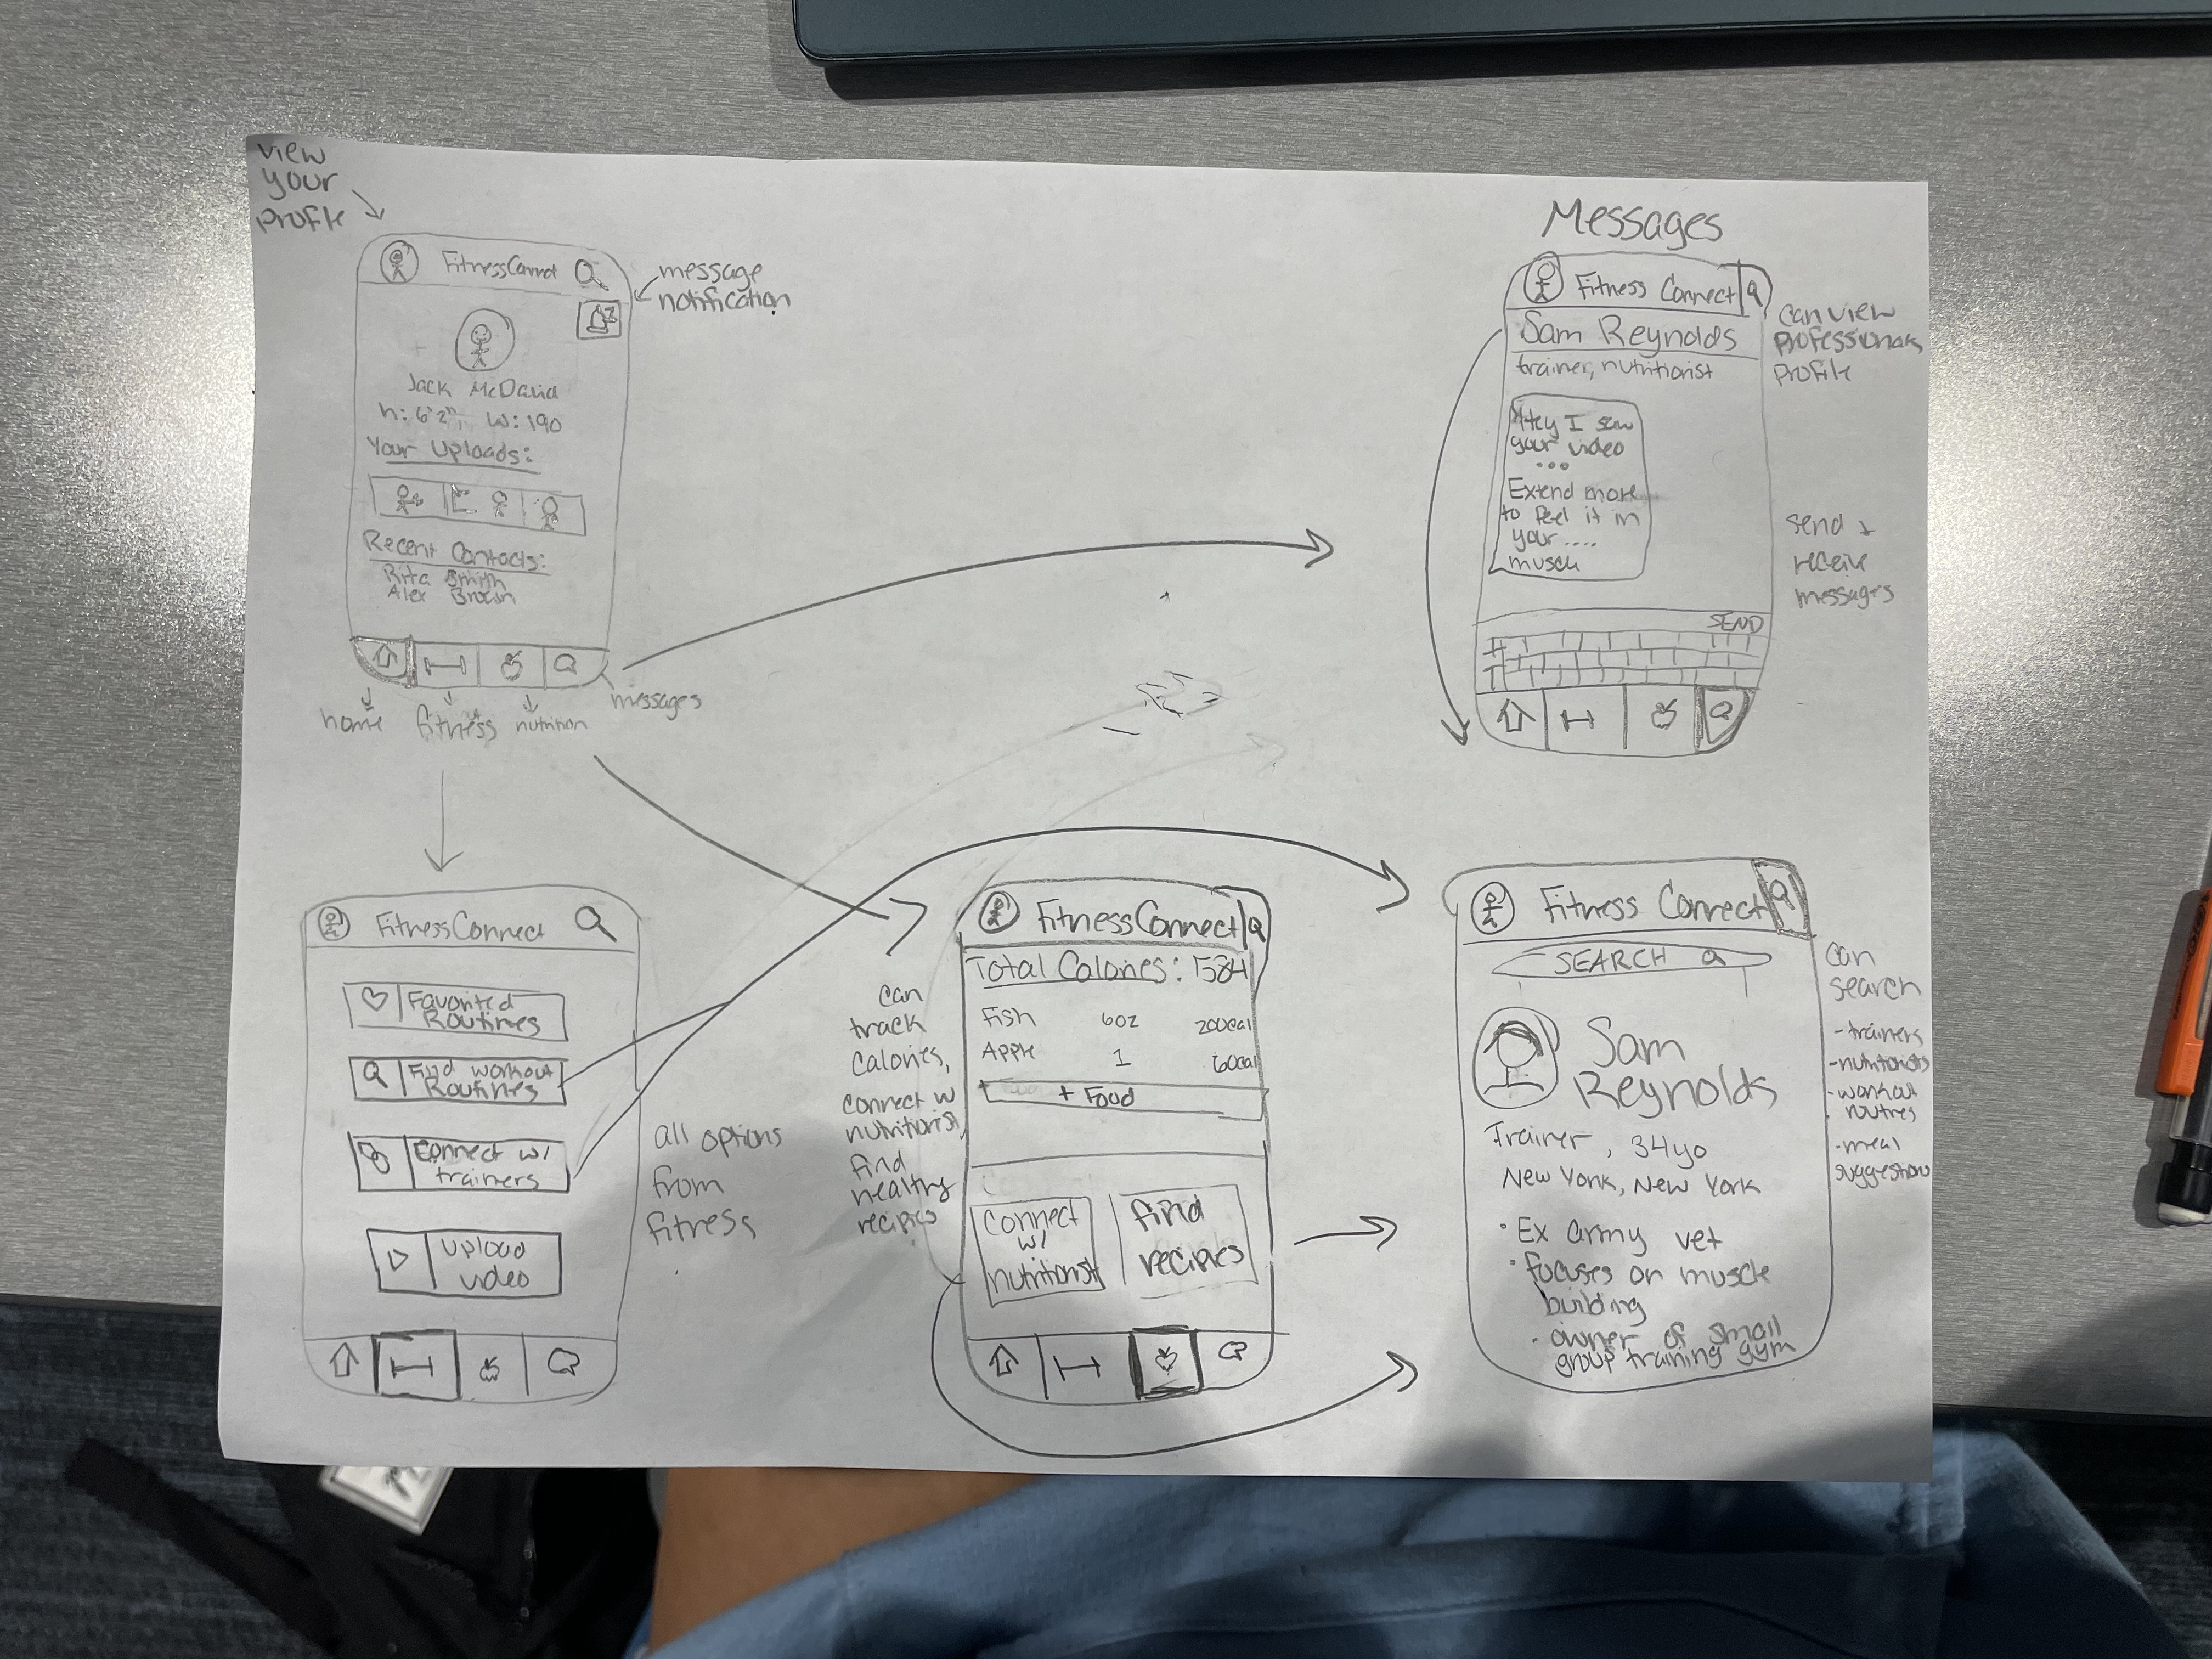 view
your
profile
FitnessConnect
message
notification
Jack McDavid
h: 6'2" w: 190
Your Uploads:
Recent Contacts:
Rita Smith
Alex Brown
home fitness nutrition messages
Messages
Fitness Connect
Sam Reynolds
trainer, nutritionist
Hey I saw
your video
...
Extend more
to feel it in
your ....
muscle
SEND
can view
professionals
profile
send +
receive
messages
FitnessConnect
Favorited
Routines
Find workout
Routines
Connect w/
trainers
Upload
video
all options
from
fitness
can
track
calories,
connect w
nutritionist,
find
healthy
recipies
FitnessConnect
Total Calories: 1584
Fish 6oz 200cal
Apple 1 60cal
+ Food
Connect
w/
nutritionist
find
recipies
Fitness Connect
SEARCH
Sam
Reynolds
Trainer, 34yo
New York, New York
• Ex army vet
• Focuses on muscle
building
• owner of small
group training gym
can
search
- trainers
- nutritionists
- workout
routines
- meal
suggestion